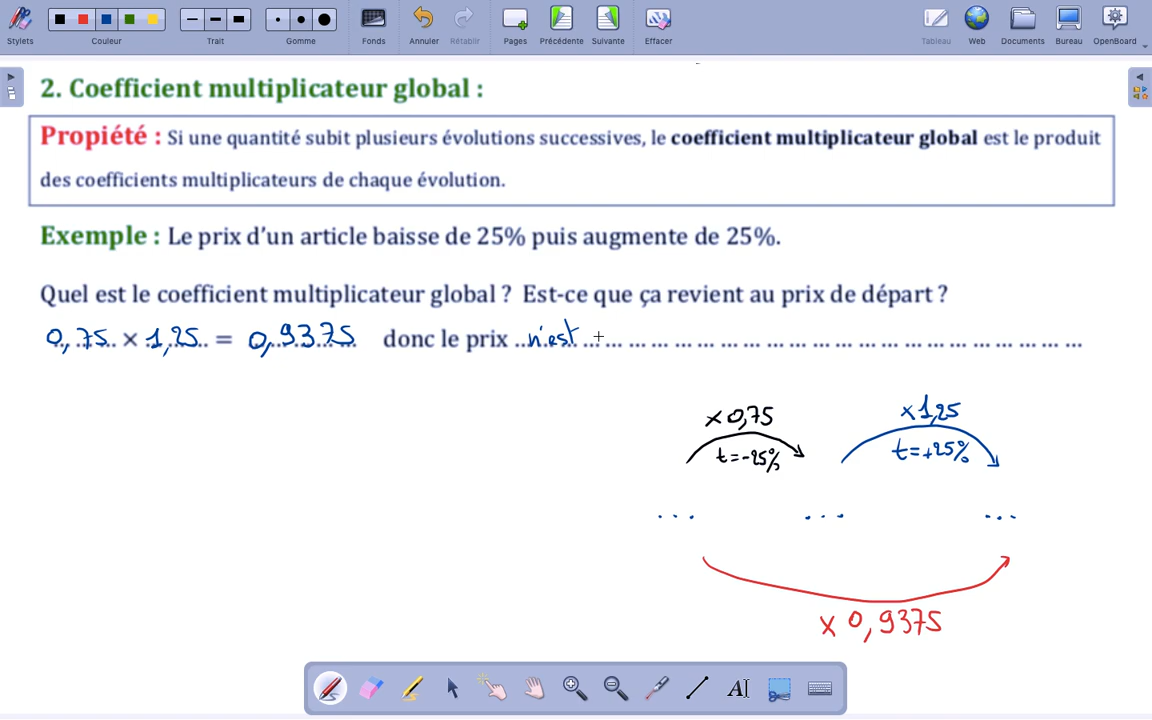 Stylets Couleur Trait Gomme Fonds Annuler Rétablir Pages Précédente Suivante Effacer Tableau Web Documents Bureau OpenBoard
2. Coefficient multiplicateur global :
Propiété : Si une quantité subit plusieurs évolutions successives, le coefficient multiplicateur global est le produit
des coefficients multiplicateurs de chaque évolution.
Exemple : Le prix d’un article baisse de 25% puis augmente de 25%.
Quel est le coefficient multiplicateur global ? Est-ce que ça revient au prix de départ ?
0,75 × 1,25 = 0,9375 donc le prix n'est ... ... ... ... ... ... ... ... ... ... ... ... ... ... ... ... ... ... ... ... ...
×0,75 ×1,25
t=-25% t=+25%
... ... ...
× 0,9375